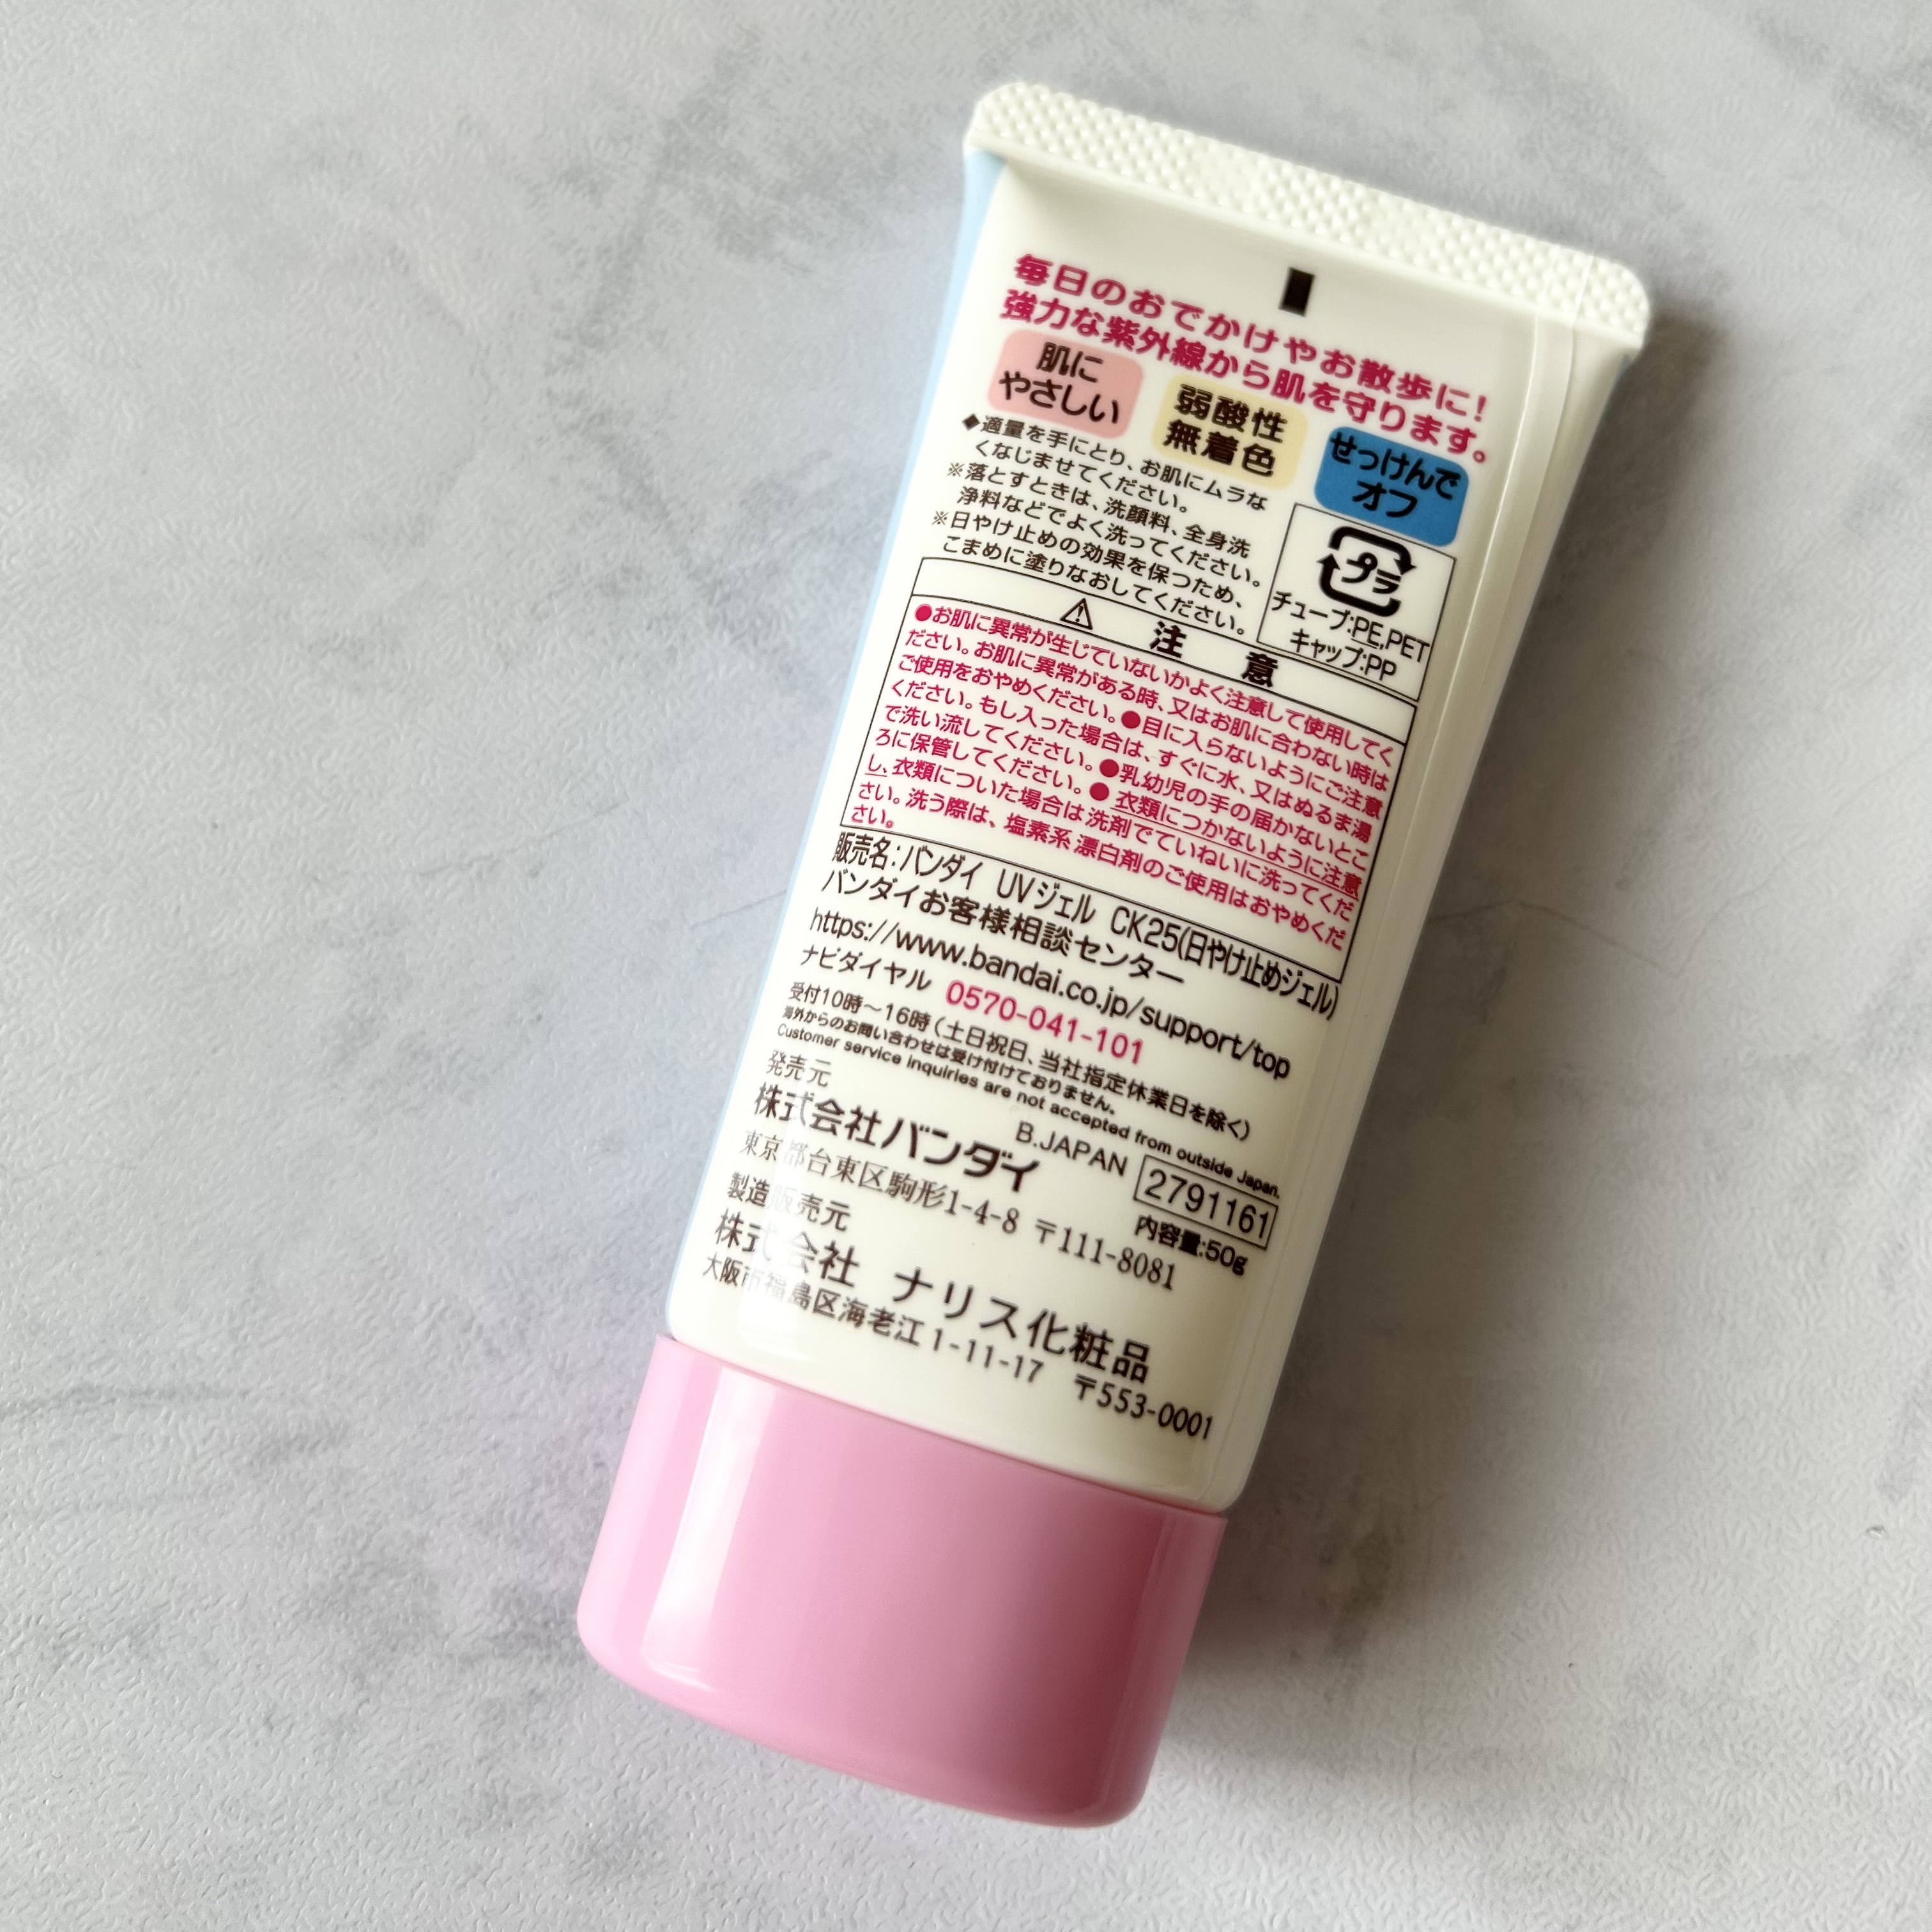 毎日のおでかけやお散歩に!
強力な紫外線から肌を守ります。
肌に
やさしい
弱酸性
無着色
せっけんで
オフ
◆適量を手にとり、お肌にムラな
くなじませてください。
※落とすときは、洗顔料、全身洗
浄料などでよく洗ってください。
※日やけ止めの効果を保つため、
こまめに塗りなおしてください。
プラ
チューブ:PE,PET
キャップ:PP
注 意
●お肌に異常が生じていないかよく注意して使用してく
ださい。お肌に異常がある時、又はお肌に合わない時は
ご使用をおやめください。●目に入らないようにご注意
ください。もし入った場合は、すぐに水、又はぬるま湯
で洗い流してください。●乳幼児の手の届かないとこ
ろに保管してください。●衣類につかないように注意
し、衣類についた場合は洗剤でていねいに洗ってくだ
さい。洗う際は、塩素系漂白剤のご使用はおやめくだ
さい。
販売名:バンダイ UVジェル CK25(日やけ止めジェル)
バンダイお客様相談センター
https://www.bandai.co.jp/support/top
ナビダイヤル 0570-041-101
受付10時～16時(土日祝日、当社指定休業日を除く)
海外からのお問い合わせは受け付けておりません。
Customer service inquiries are not accepted from outside Japan.
発売元
株式会社バンダイ
B.JAPAN
2791161
東京都台東区駒形1-4-8 〒111-8081
内容量:50g
製造販売元
株式会社 ナリス化粧品
大阪市福島区海老江1-11-17 〒553-0001